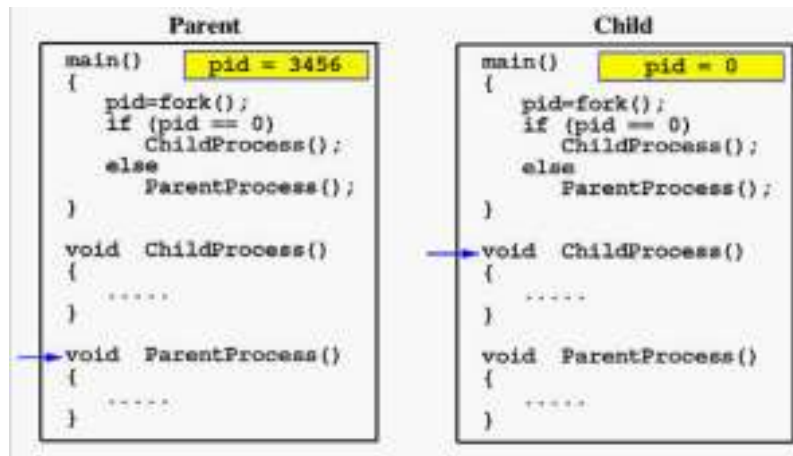 Parent
main() pid = 3456
{
pid=fork();
if (pid == 0)
ChildProcess();
else
ParentProcess();
}
void ChildProcess()
{
.....
}
void ParentProcess()
{
.....
}
Child
main() pid = 0
{
pid=fork();
if (pid == 0)
ChildProcess();
else
ParentProcess();
}
void ChildProcess()
{
.....
}
void ParentProcess()
{
.....
}